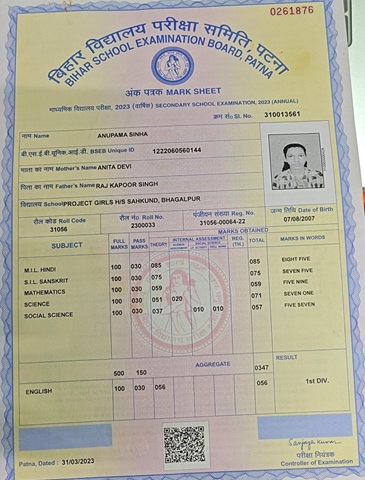 0261876
बिहार विद्यालय परीक्षा समिति, पटना
BIHAR SCHOOL EXAMINATION BOARD, PATNA
अंक पत्रक MARK SHEET
माध्यमिक विद्यालय परीक्षा, 2023 (वार्षिक) SECONDARY SCHOOL EXAMINATION, 2023 (ANNUAL)
क्रम सं० Sl. No. 310013561
नाम Name ANUPAMA SINHA
बी.एस.ई.बी.यूनिक.आई.डी. BSEB Unique ID 1222060560144
माता का नाम Mother's Name ANITA DEVI
पिता का नाम Father's Name RAJ KAPOOR SINGH
विद्यालय School PROJECT GIRLS H/S SAHKUND, BHAGALPUR
रौल कोड Roll Code रौल नं० Roll No. पंजीयन संख्या Reg. No. जन्म तिथि Date of Birth
31056 2300033 31056-00064-22 07/08/2007
MARKS OBTAINED
SUBJECT FULL MARKS PASS MARKS THEORY INTERNAL ASSESSMENT REG. (TH.) TOTAL MARKS IN WORDS
M.I.L. HINDI 100 030 085 085 EIGHT FIVE
S.I.L. SANSKRIT 100 030 075 075 SEVEN FIVE
MATHEMATICS 100 030 059 059 FIVE NINE
SCIENCE 100 030 051 020 071 SEVEN ONE
SOCIAL SCIENCE 100 030 037 010 010 057 FIVE SEVEN
500 150 AGGREGATE 0347 RESULT
ENGLISH 100 030 056 056 1st DIV.
Patna, Dated : 31/03/2023
Sanjay Kumar
परीक्षा नियंत्रक
Controller of Examination